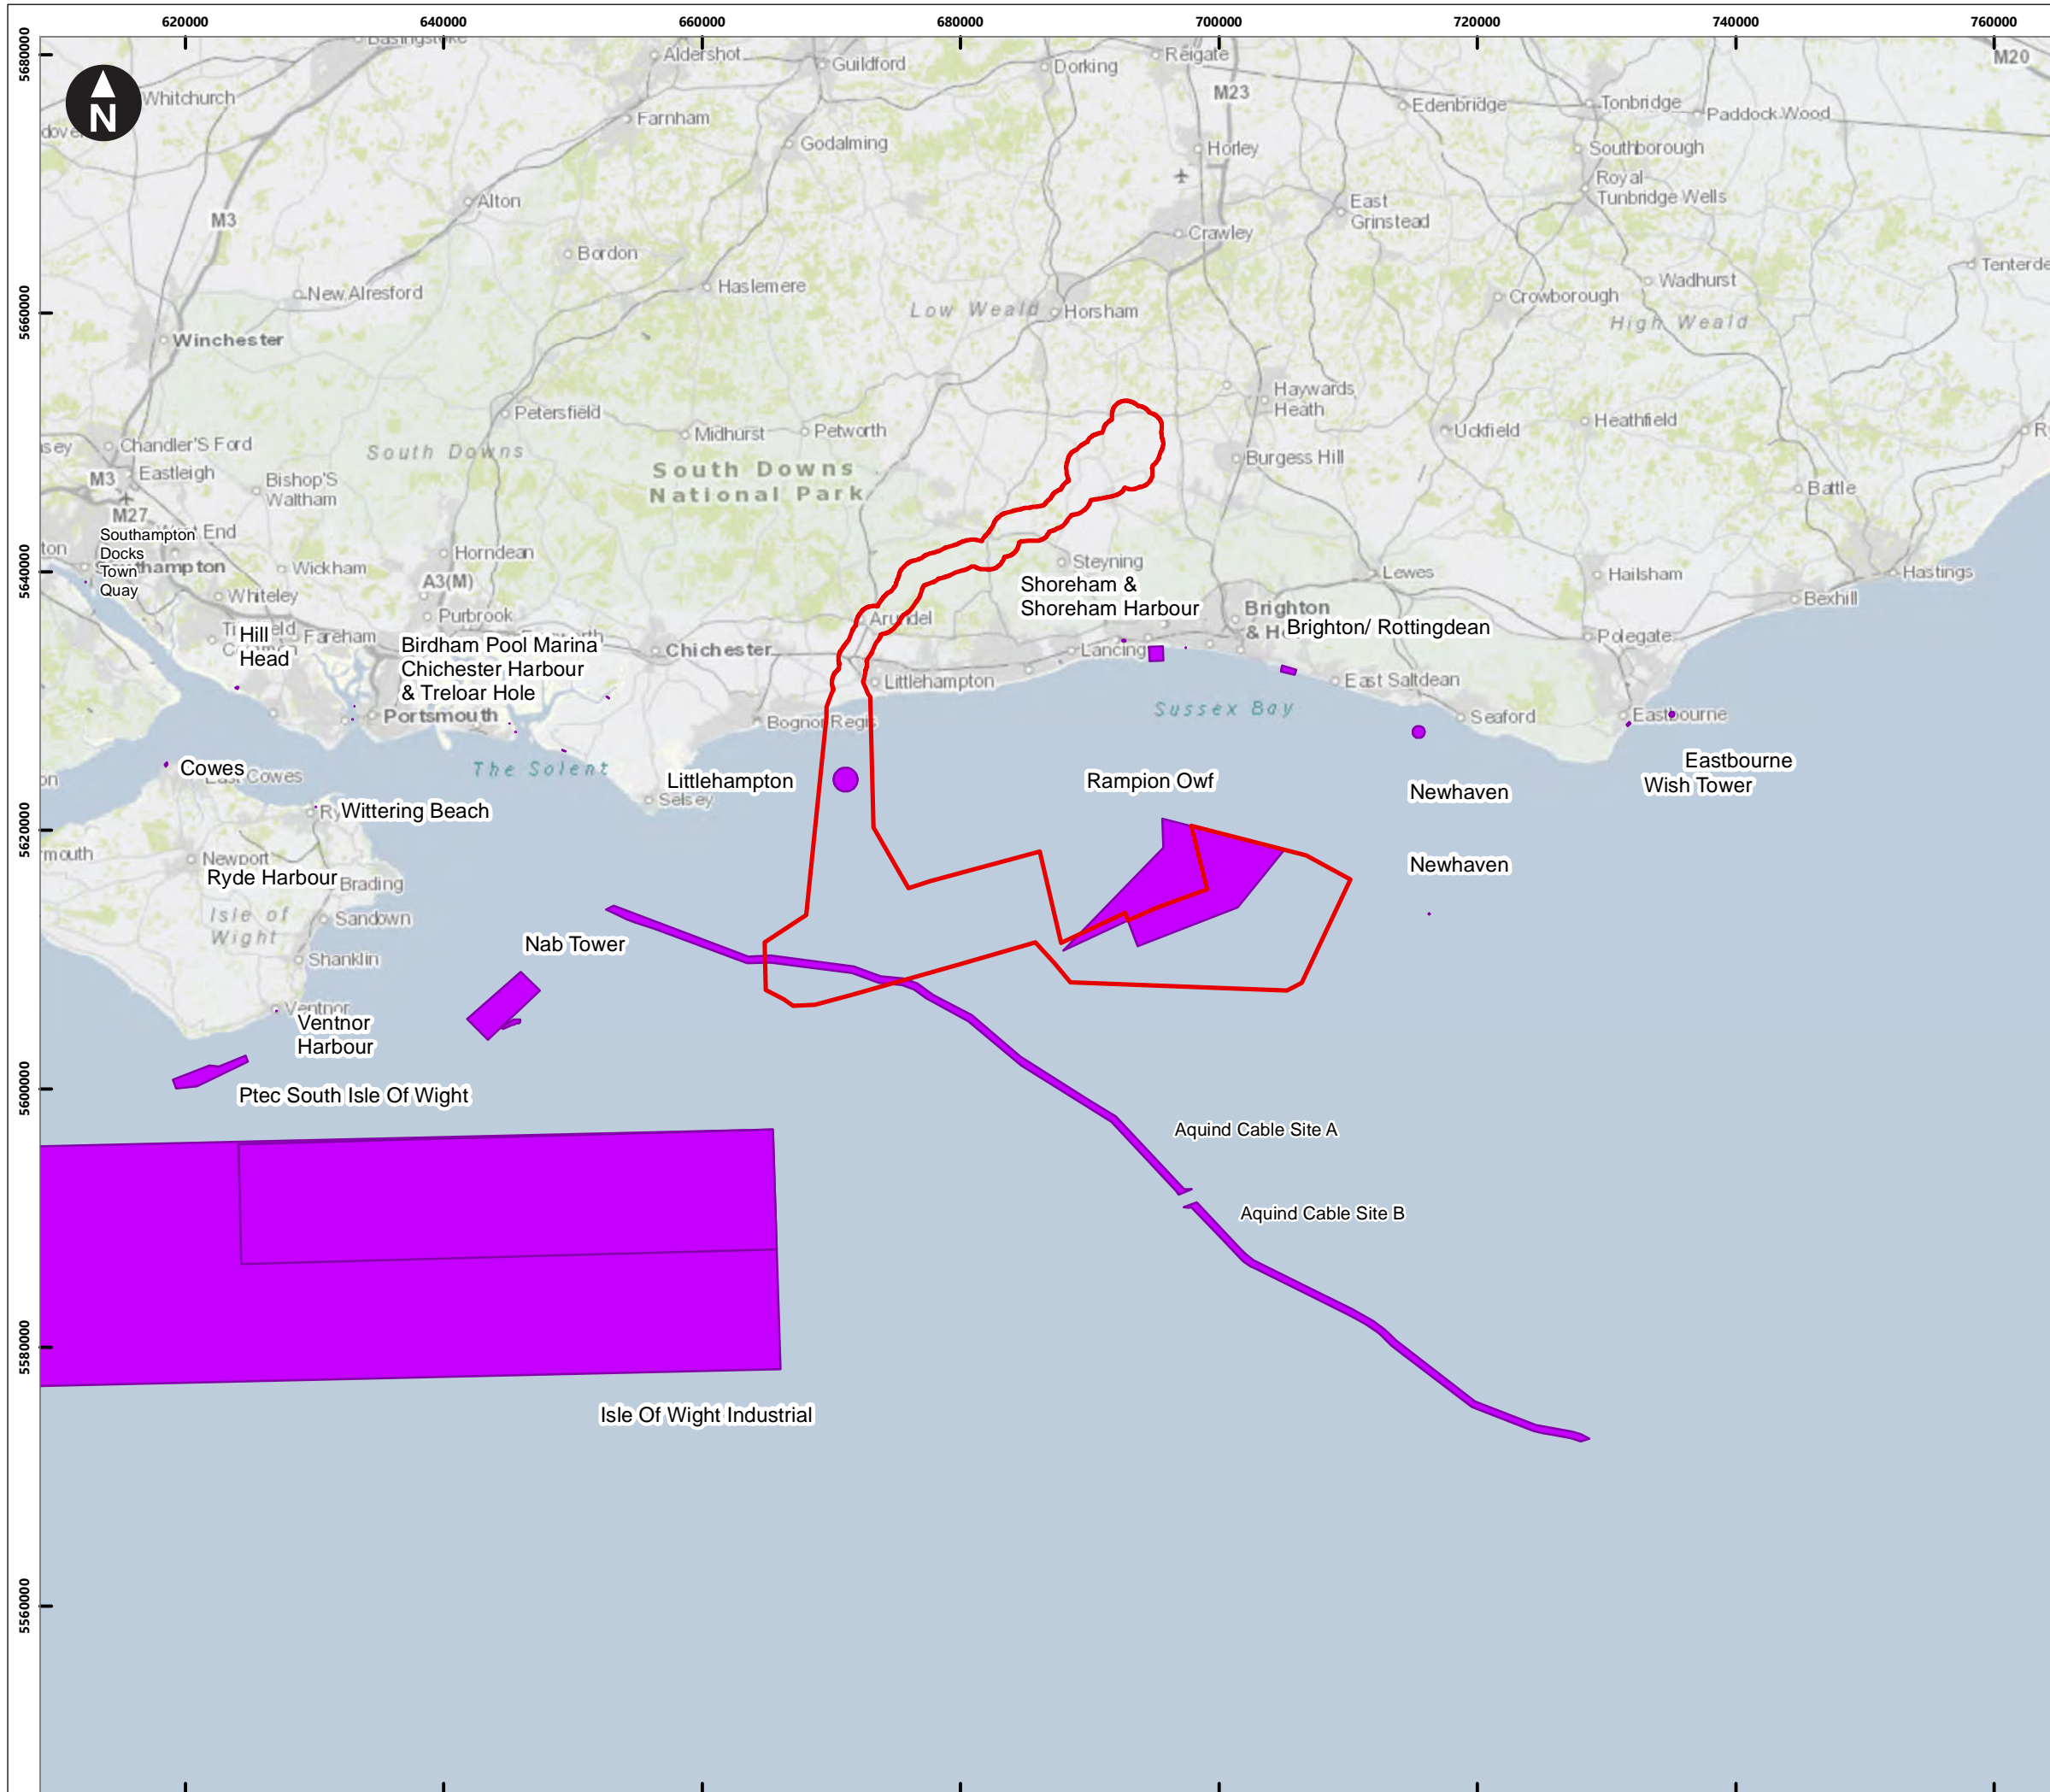 620000 640000 660000 680000 700000 720000 740000 760000
5680000
5660000
5640000
5620000
5600000
5580000
5560000
N
Basingstoke
Aldershot
Guildford
Dorking
Reigate
M20
M23
Whitchurch
Edenbridge
Tonbridge
Paddock Wood
Farnham
Godalming
Horley
Southborough
Royal
Tunbridge Wells
M3
Alton
East
Grinstead
Crawley
Bordon
New Alresford
Haslemere
Wadhurst
Crowborough
Low Weald
Horsham
High Weald
Winchester
Haywards
Heath
Petersfield
Midhurst
Petworth
Uckfield
Heathfield
Chandler'S Ford
South Downs
Burgess Hill
M3
Eastleigh
Bishop'S
Waltham
South Downs
National Park
Battle
M27
Southampton
Docks
Town
Quay
Horndean
Wickham
A3(M)
Steyning
Lewes
Hailsham
Hastings
Shoreham &
Shoreham Harbour
Whiteley
Purbrook
Arundel
Brighton
Bexhill
Brighton/ Rottingdean
Hill
Head
Fareham
Birdham Pool Marina
Chichester Harbour
& Treloar Hole
Chichester
Lancing
Polegate
Littlehampton
East Saltdean
Portsmouth
Bognor Regis
Sussex Bay
Seaford
Eastbourne
Cowes
East Cowes
The Solent
Littlehampton
Rampion Owf
Newhaven
Eastbourne
Wish Tower
Selsey
Wittering Beach
Newport
Ryde Harbour
Brading
Newhaven
Isle of
Wight
Sandown
Nab Tower
Shanklin
Ventnor
Ventnor
Harbour
Ptec South Isle Of Wight
Aquind Cable Site A
Aquind Cable Site B
Isle Of Wight Industrial